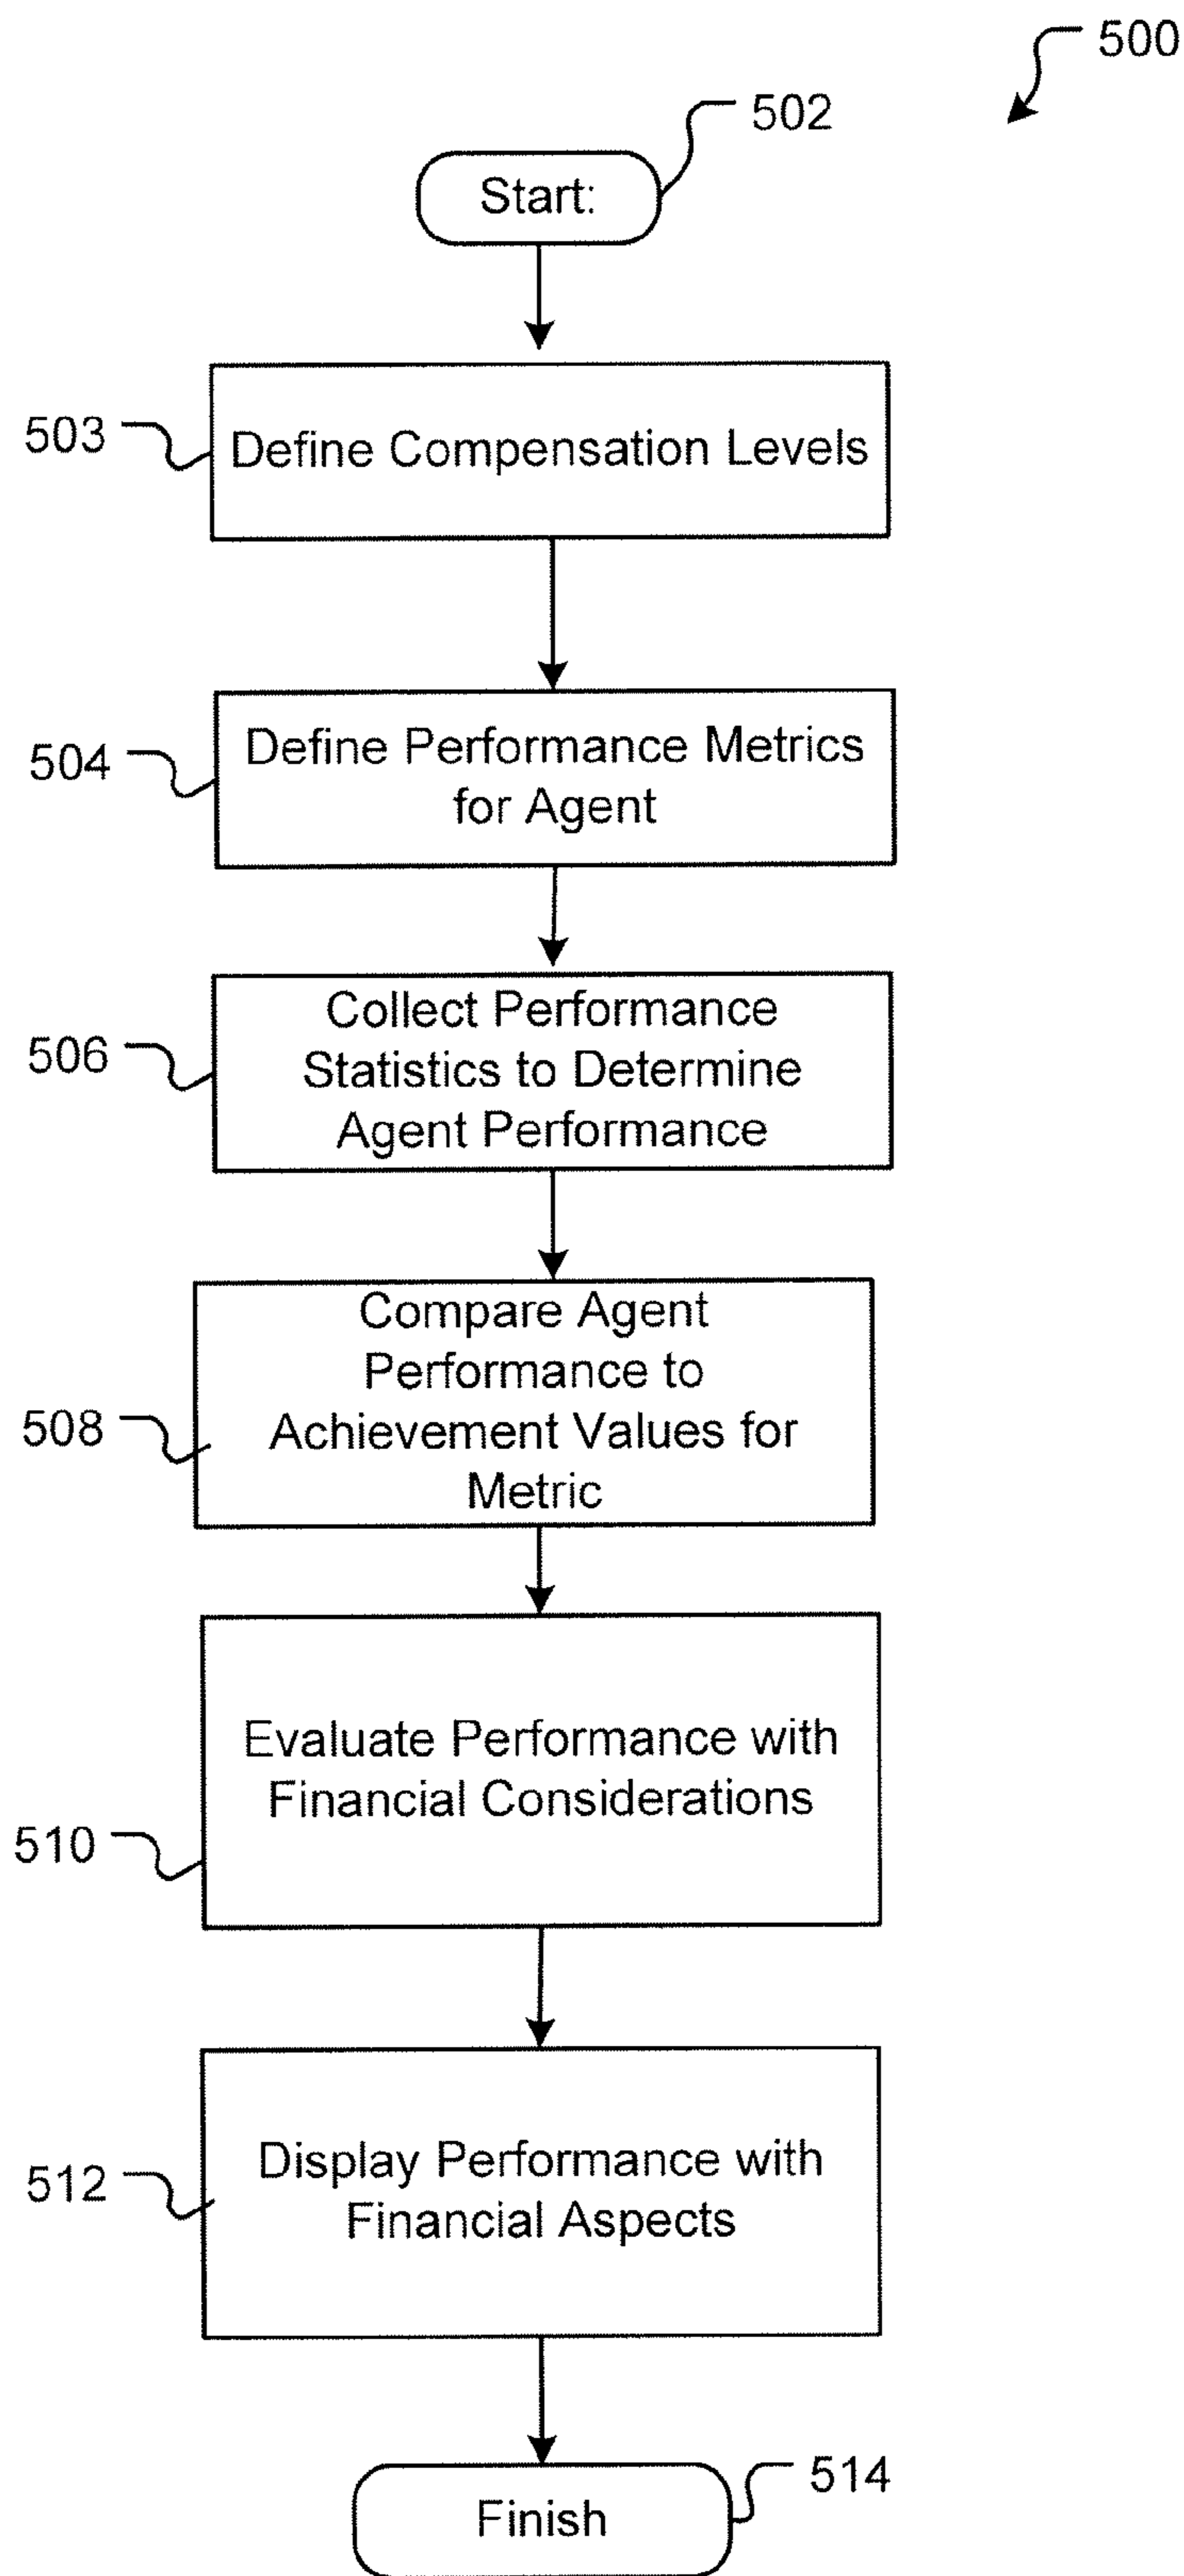 500
502
Start:
503
Define Compensation Levels
504
Define Performance Metrics
for Agent
506
Collect Performance
Statistics to Determine
Agent Performance
508
Compare Agent
Performance to
Achievement Values for
Metric
510
Evaluate Performance with
Financial Considerations
512
Display Performance with
Financial Aspects
514
Finish